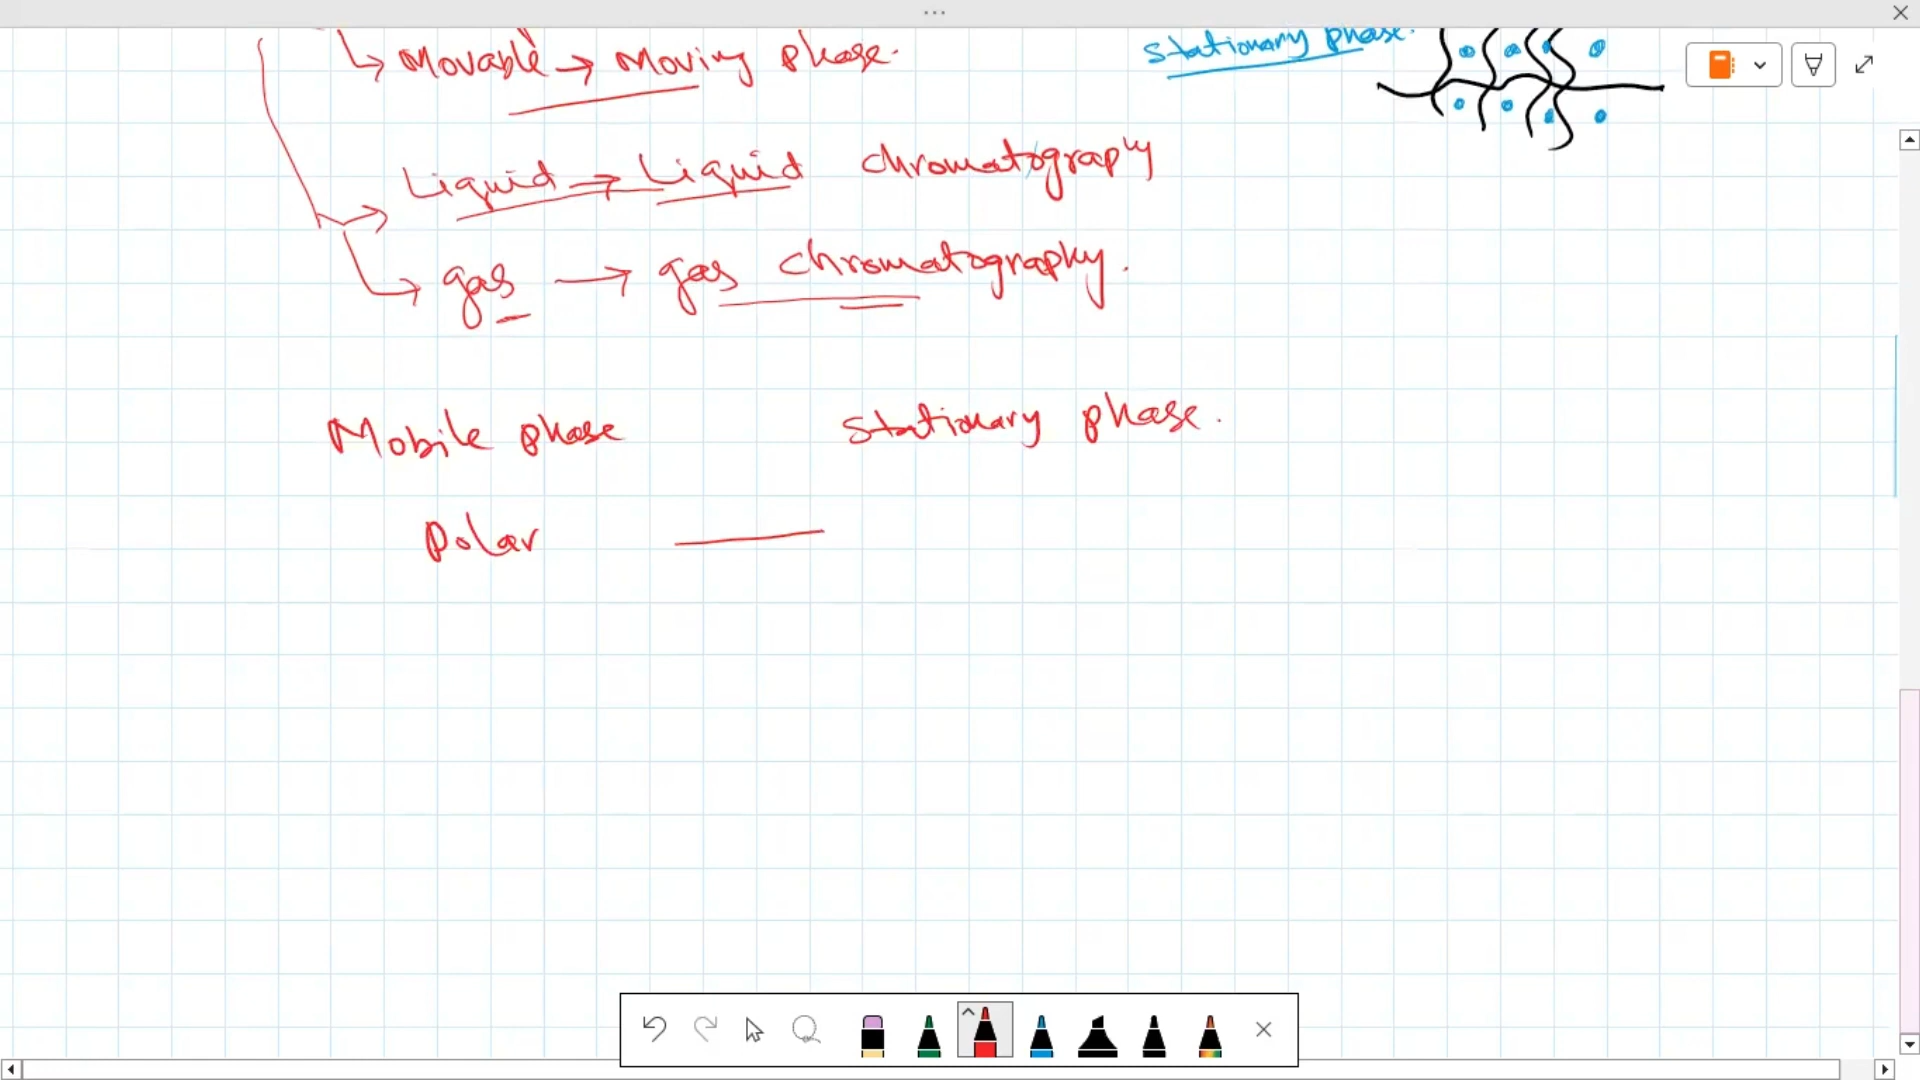 Movable → Moving phase.
Stationary phase.
Liquid → Liquid chromatography
gas → gas chromatography.
Mobile phase Stationary phase.
Polar